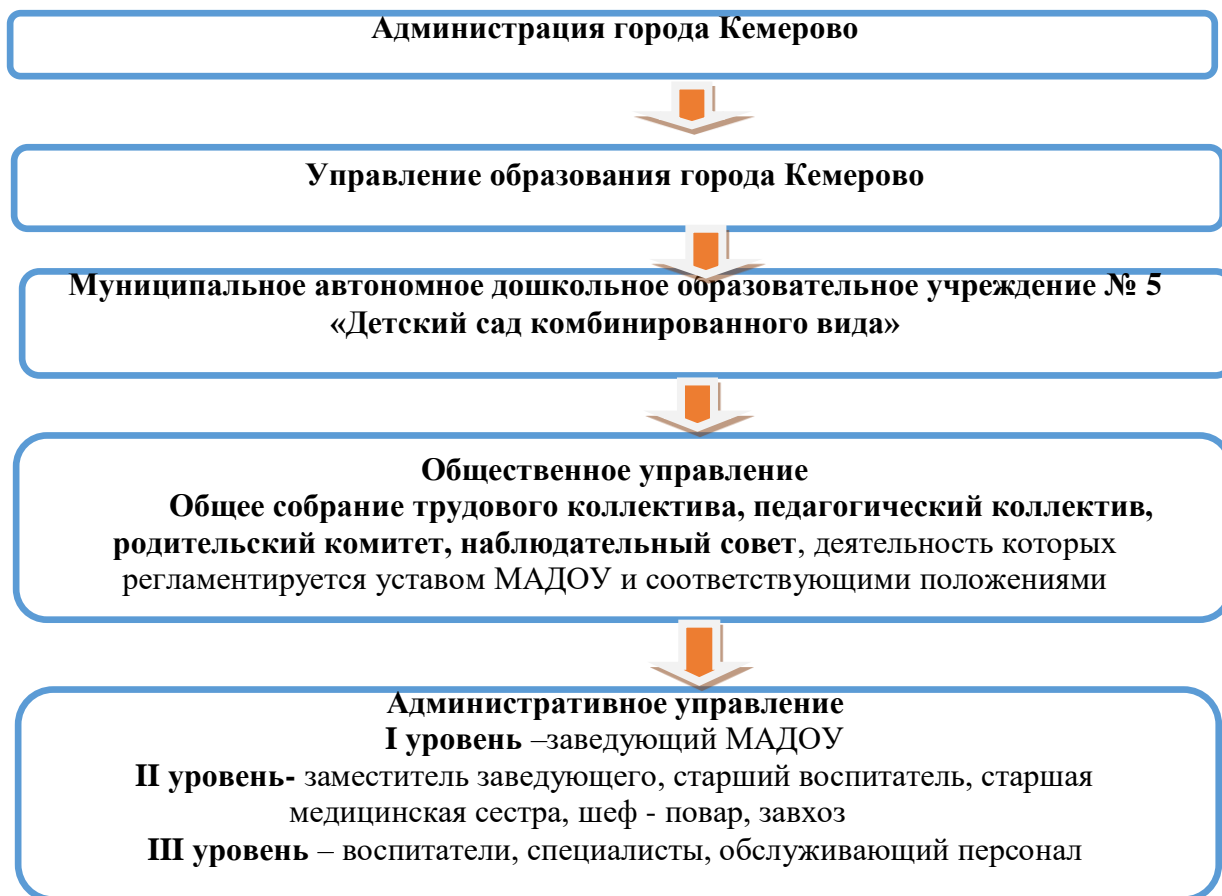 Администрация города Кемерово
Управление образования города Кемерово
Муниципальное автономное дошкольное образовательное учреждение № 5
«Детский сад комбинированного вида»
Общественное управление
Общее собрание трудового коллектива, педагогический коллектив,
родительский комитет, наблюдательный совет, деятельность которых
регламентируется уставом МАДОУ и соответствующими положениями
Административное управление
I уровень –заведующий МАДОУ
II уровень- заместитель заведующего, старший воспитатель, старшая
медицинская сестра, шеф - повар, завхоз
III уровень – воспитатели, специалисты, обслуживающий персонал